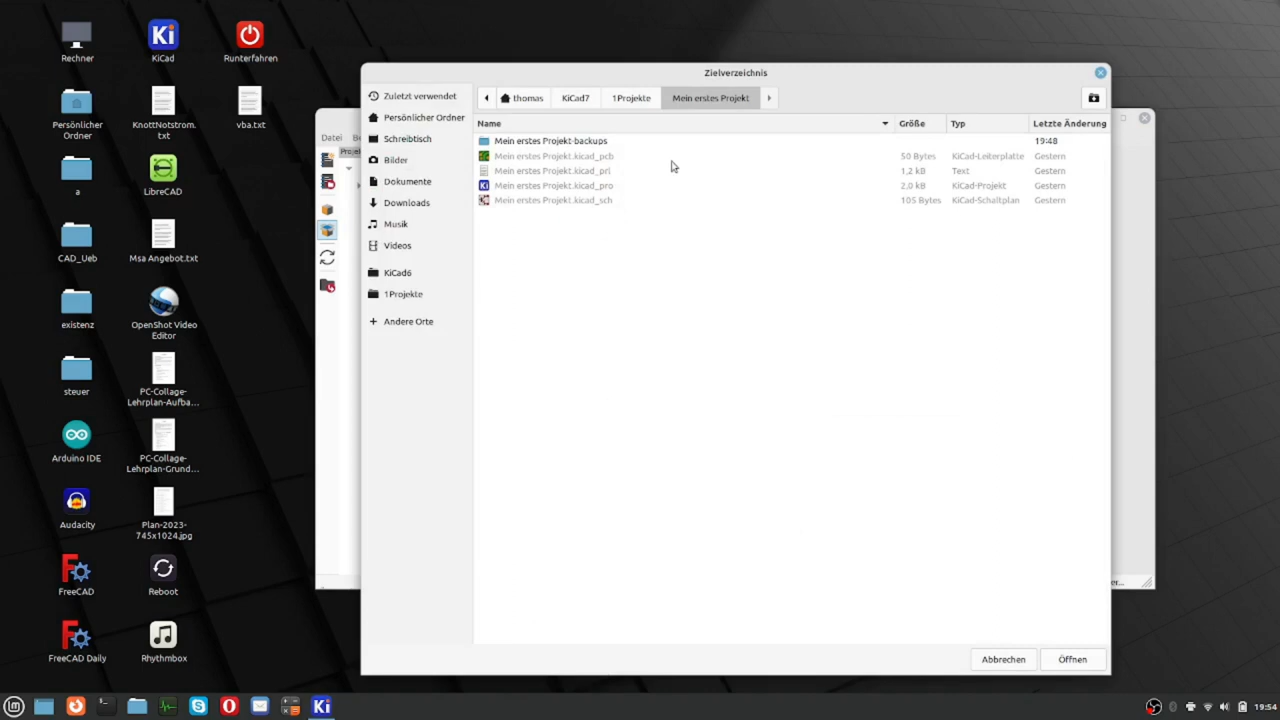 Rechner
KiCad
Runterfahren
Persönlicher
Ordner
KnottNotstrom.
txt
vba.txt
a
LibreCAD
CAD_Ueb
Msa Angebot.txt
existenz
OpenShot Video
Editor
steuer
PC-Collage-
Lehrplan-Aufba...
Arduino IDE
PC-Collage-
Lehrplan-Grund...
Audacity
Plan-2023-
745x1024.jpg
FreeCAD
Reboot
FreeCAD Daily
Rhythmbox
Datei
Projek
Zielverzeichnis
Zuletzt verwendet
Persönlicher Ordner
Schreibtisch
Bilder
Dokumente
Downloads
Musik
Videos
KiCad6
1Projekte
Andere Orte
thomas KiCad7 1Projekte Mein erstes Projekt
Name Größe Typ Letzte Änderung
Mein erstes Projekt-backups 19:48
Mein erstes Projekt.kicad_pcb 50 Bytes KiCad-Leiterplatte Gestern
Mein erstes Projekt.kicad_prl 1,2 kB Text Gestern
Mein erstes Projekt.kicad_pro 2,0 kB KiCad-Projekt Gestern
Mein erstes Projekt.kicad_sch 105 Bytes KiCad-Schaltplan Gestern
Abbrechen Öffnen
19:54